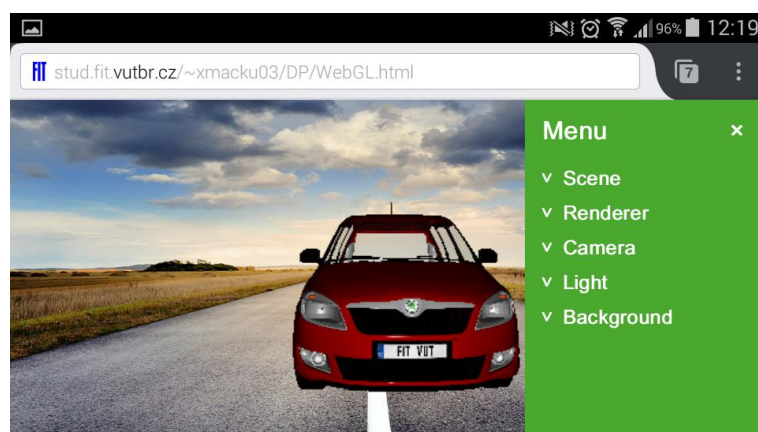 96% 12:19
FIT stud.fit.vutbr.cz/~xmacku03/DP/WebGL.html 7
Menu ×
Scene
Renderer
Camera
Light
Background
FIT VUT